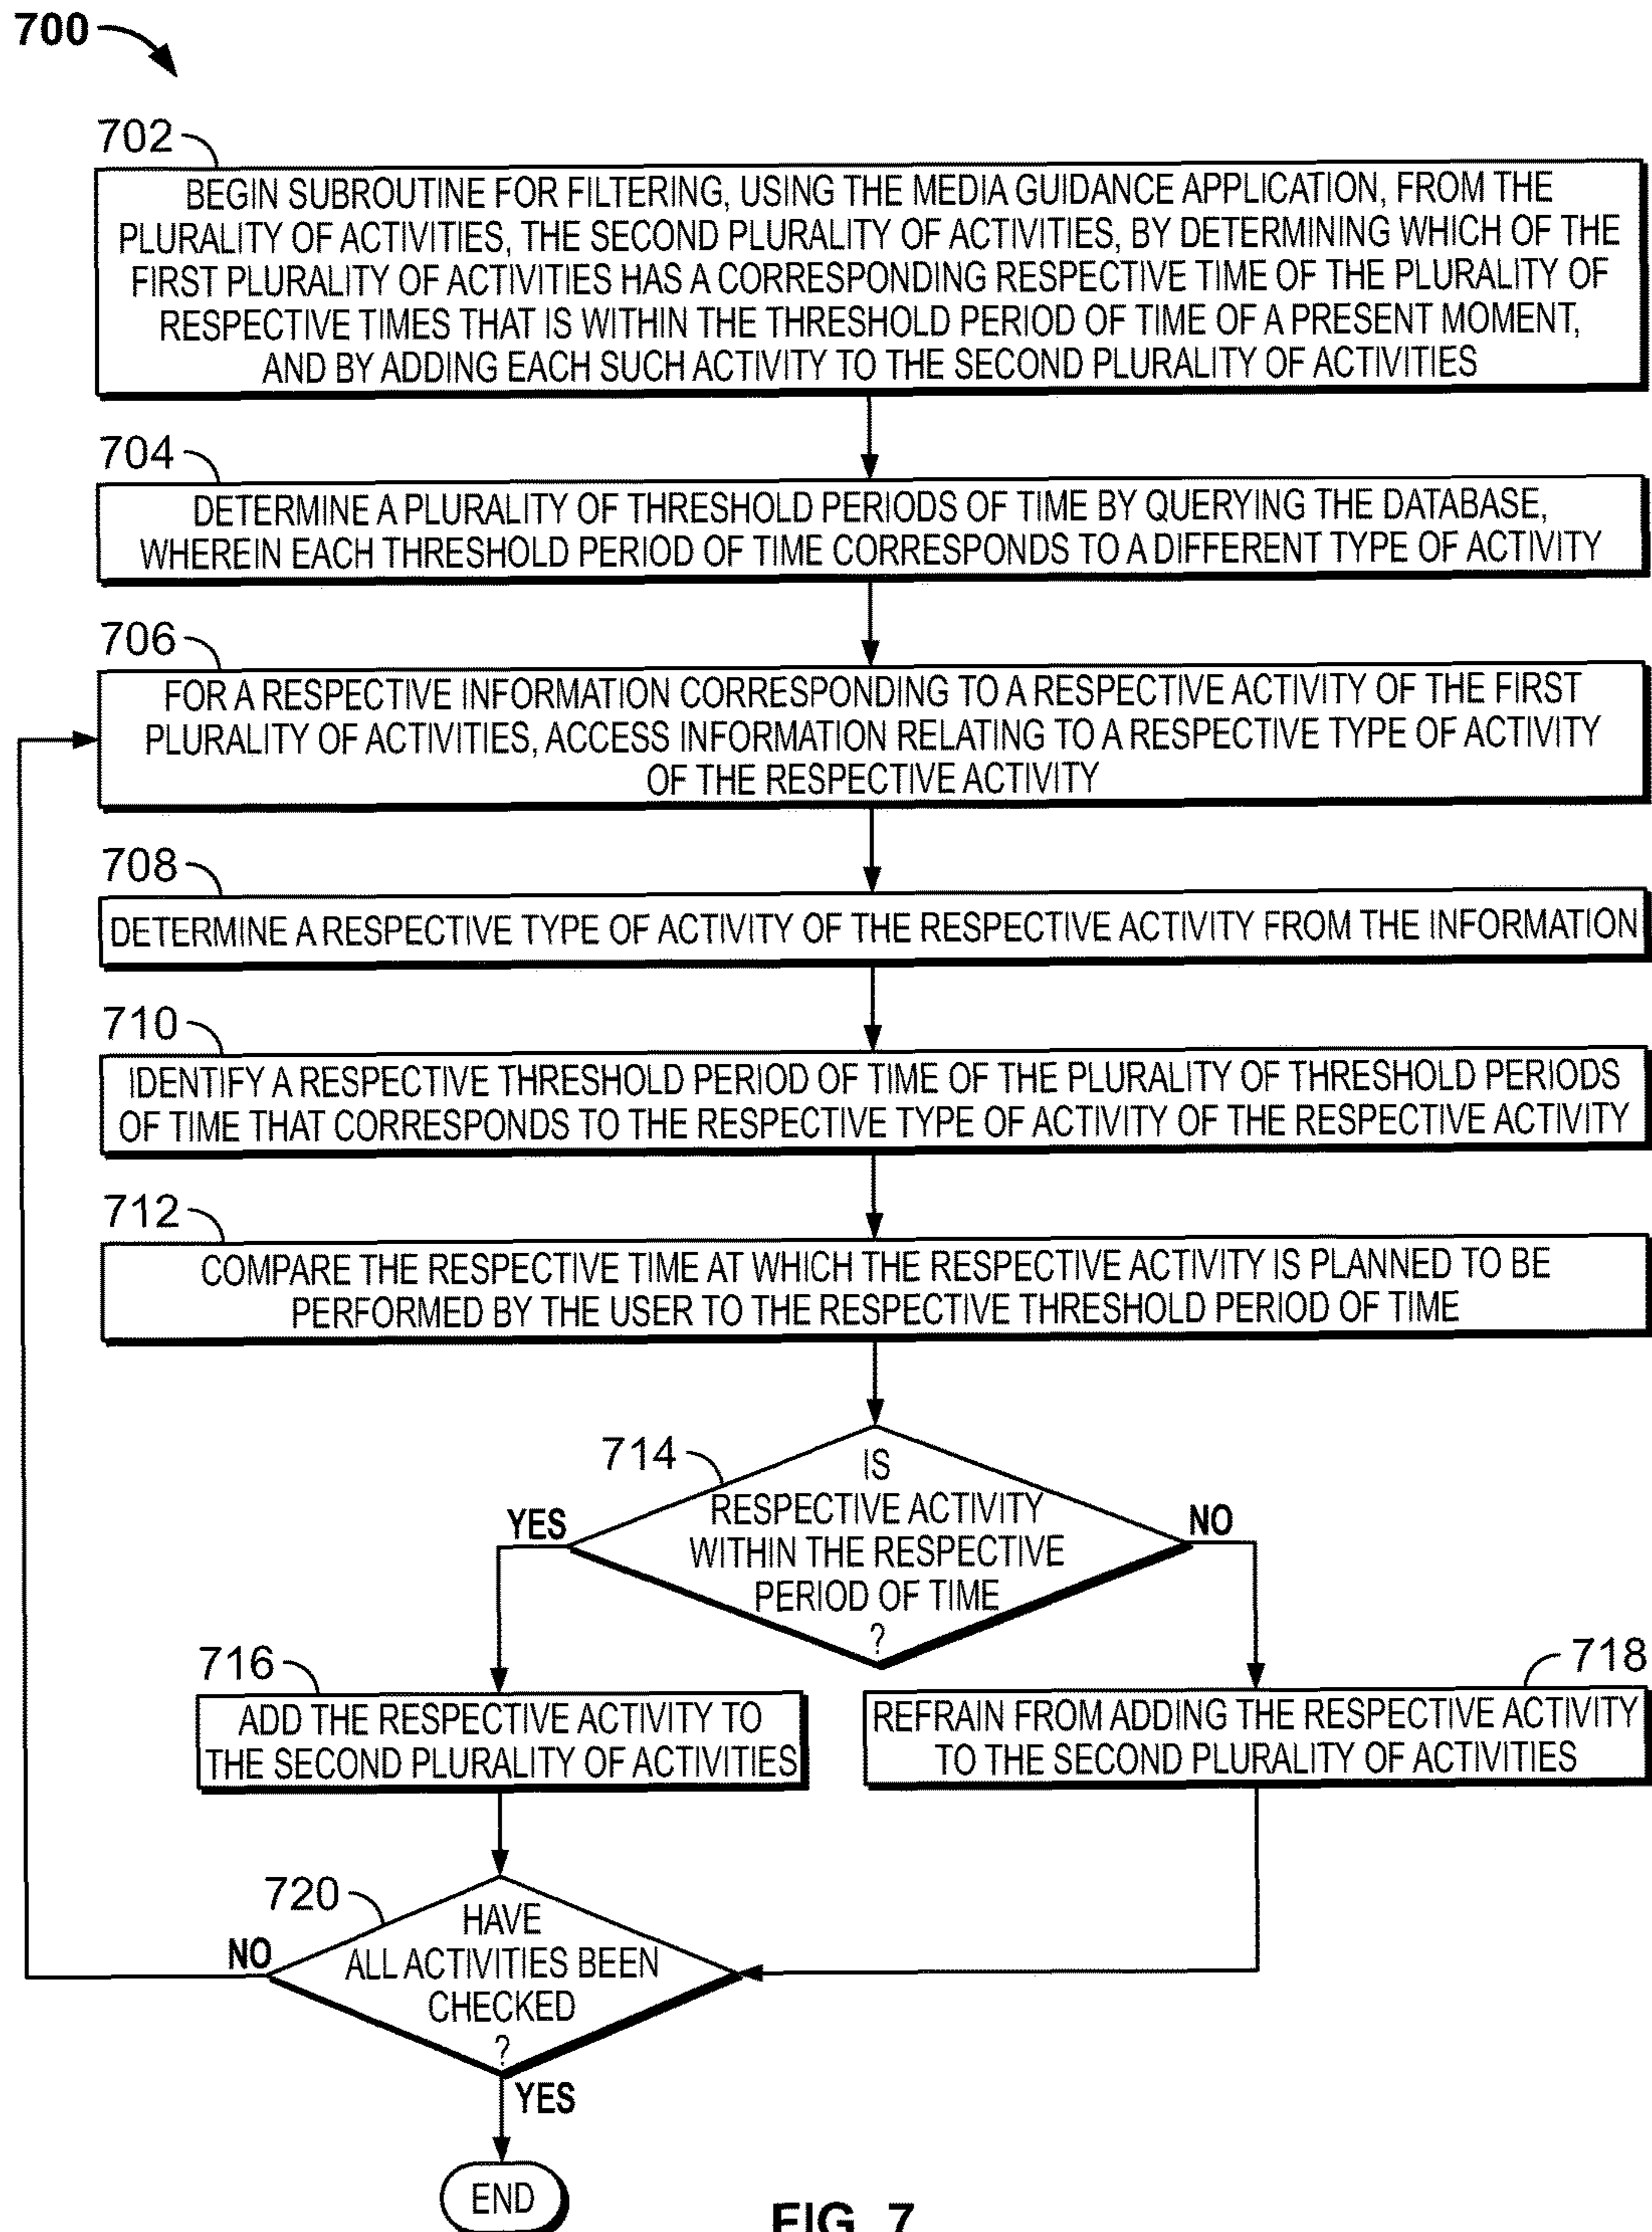 700
702
BEGIN SUBROUTINE FOR FILTERING, USING THE MEDIA GUIDANCE APPLICATION, FROM THE
PLURALITY OF ACTIVITIES, THE SECOND PLURALITY OF ACTIVITIES, BY DETERMINING WHICH OF THE
FIRST PLURALITY OF ACTIVITIES HAS A CORRESPONDING RESPECTIVE TIME OF THE PLURALITY OF
RESPECTIVE TIMES THAT IS WITHIN THE THRESHOLD PERIOD OF TIME OF A PRESENT MOMENT,
AND BY ADDING EACH SUCH ACTIVITY TO THE SECOND PLURALITY OF ACTIVITIES
704
DETERMINE A PLURALITY OF THRESHOLD PERIODS OF TIME BY QUERYING THE DATABASE,
WHEREIN EACH THRESHOLD PERIOD OF TIME CORRESPONDS TO A DIFFERENT TYPE OF ACTIVITY
706
FOR A RESPECTIVE INFORMATION CORRESPONDING TO A RESPECTIVE ACTIVITY OF THE FIRST
PLURALITY OF ACTIVITIES, ACCESS INFORMATION RELATING TO A RESPECTIVE TYPE OF ACTIVITY
OF THE RESPECTIVE ACTIVITY
708
DETERMINE A RESPECTIVE TYPE OF ACTIVITY OF THE RESPECTIVE ACTIVITY FROM THE INFORMATION
710
IDENTIFY A RESPECTIVE THRESHOLD PERIOD OF TIME OF THE PLURALITY OF THRESHOLD PERIODS
OF TIME THAT CORRESPONDS TO THE RESPECTIVE TYPE OF ACTIVITY OF THE RESPECTIVE ACTIVITY
712
COMPARE THE RESPECTIVE TIME AT WHICH THE RESPECTIVE ACTIVITY IS PLANNED TO BE
PERFORMED BY THE USER TO THE RESPECTIVE THRESHOLD PERIOD OF TIME
714
IS
RESPECTIVE ACTIVITY
WITHIN THE RESPECTIVE
PERIOD OF TIME
?
YES
NO
716
ADD THE RESPECTIVE ACTIVITY TO
THE SECOND PLURALITY OF ACTIVITIES
718
REFRAIN FROM ADDING THE RESPECTIVE ACTIVITY
TO THE SECOND PLURALITY OF ACTIVITIES
720
HAVE
ALL ACTIVITIES BEEN
CHECKED
?
NO
YES
END
FIG. 7